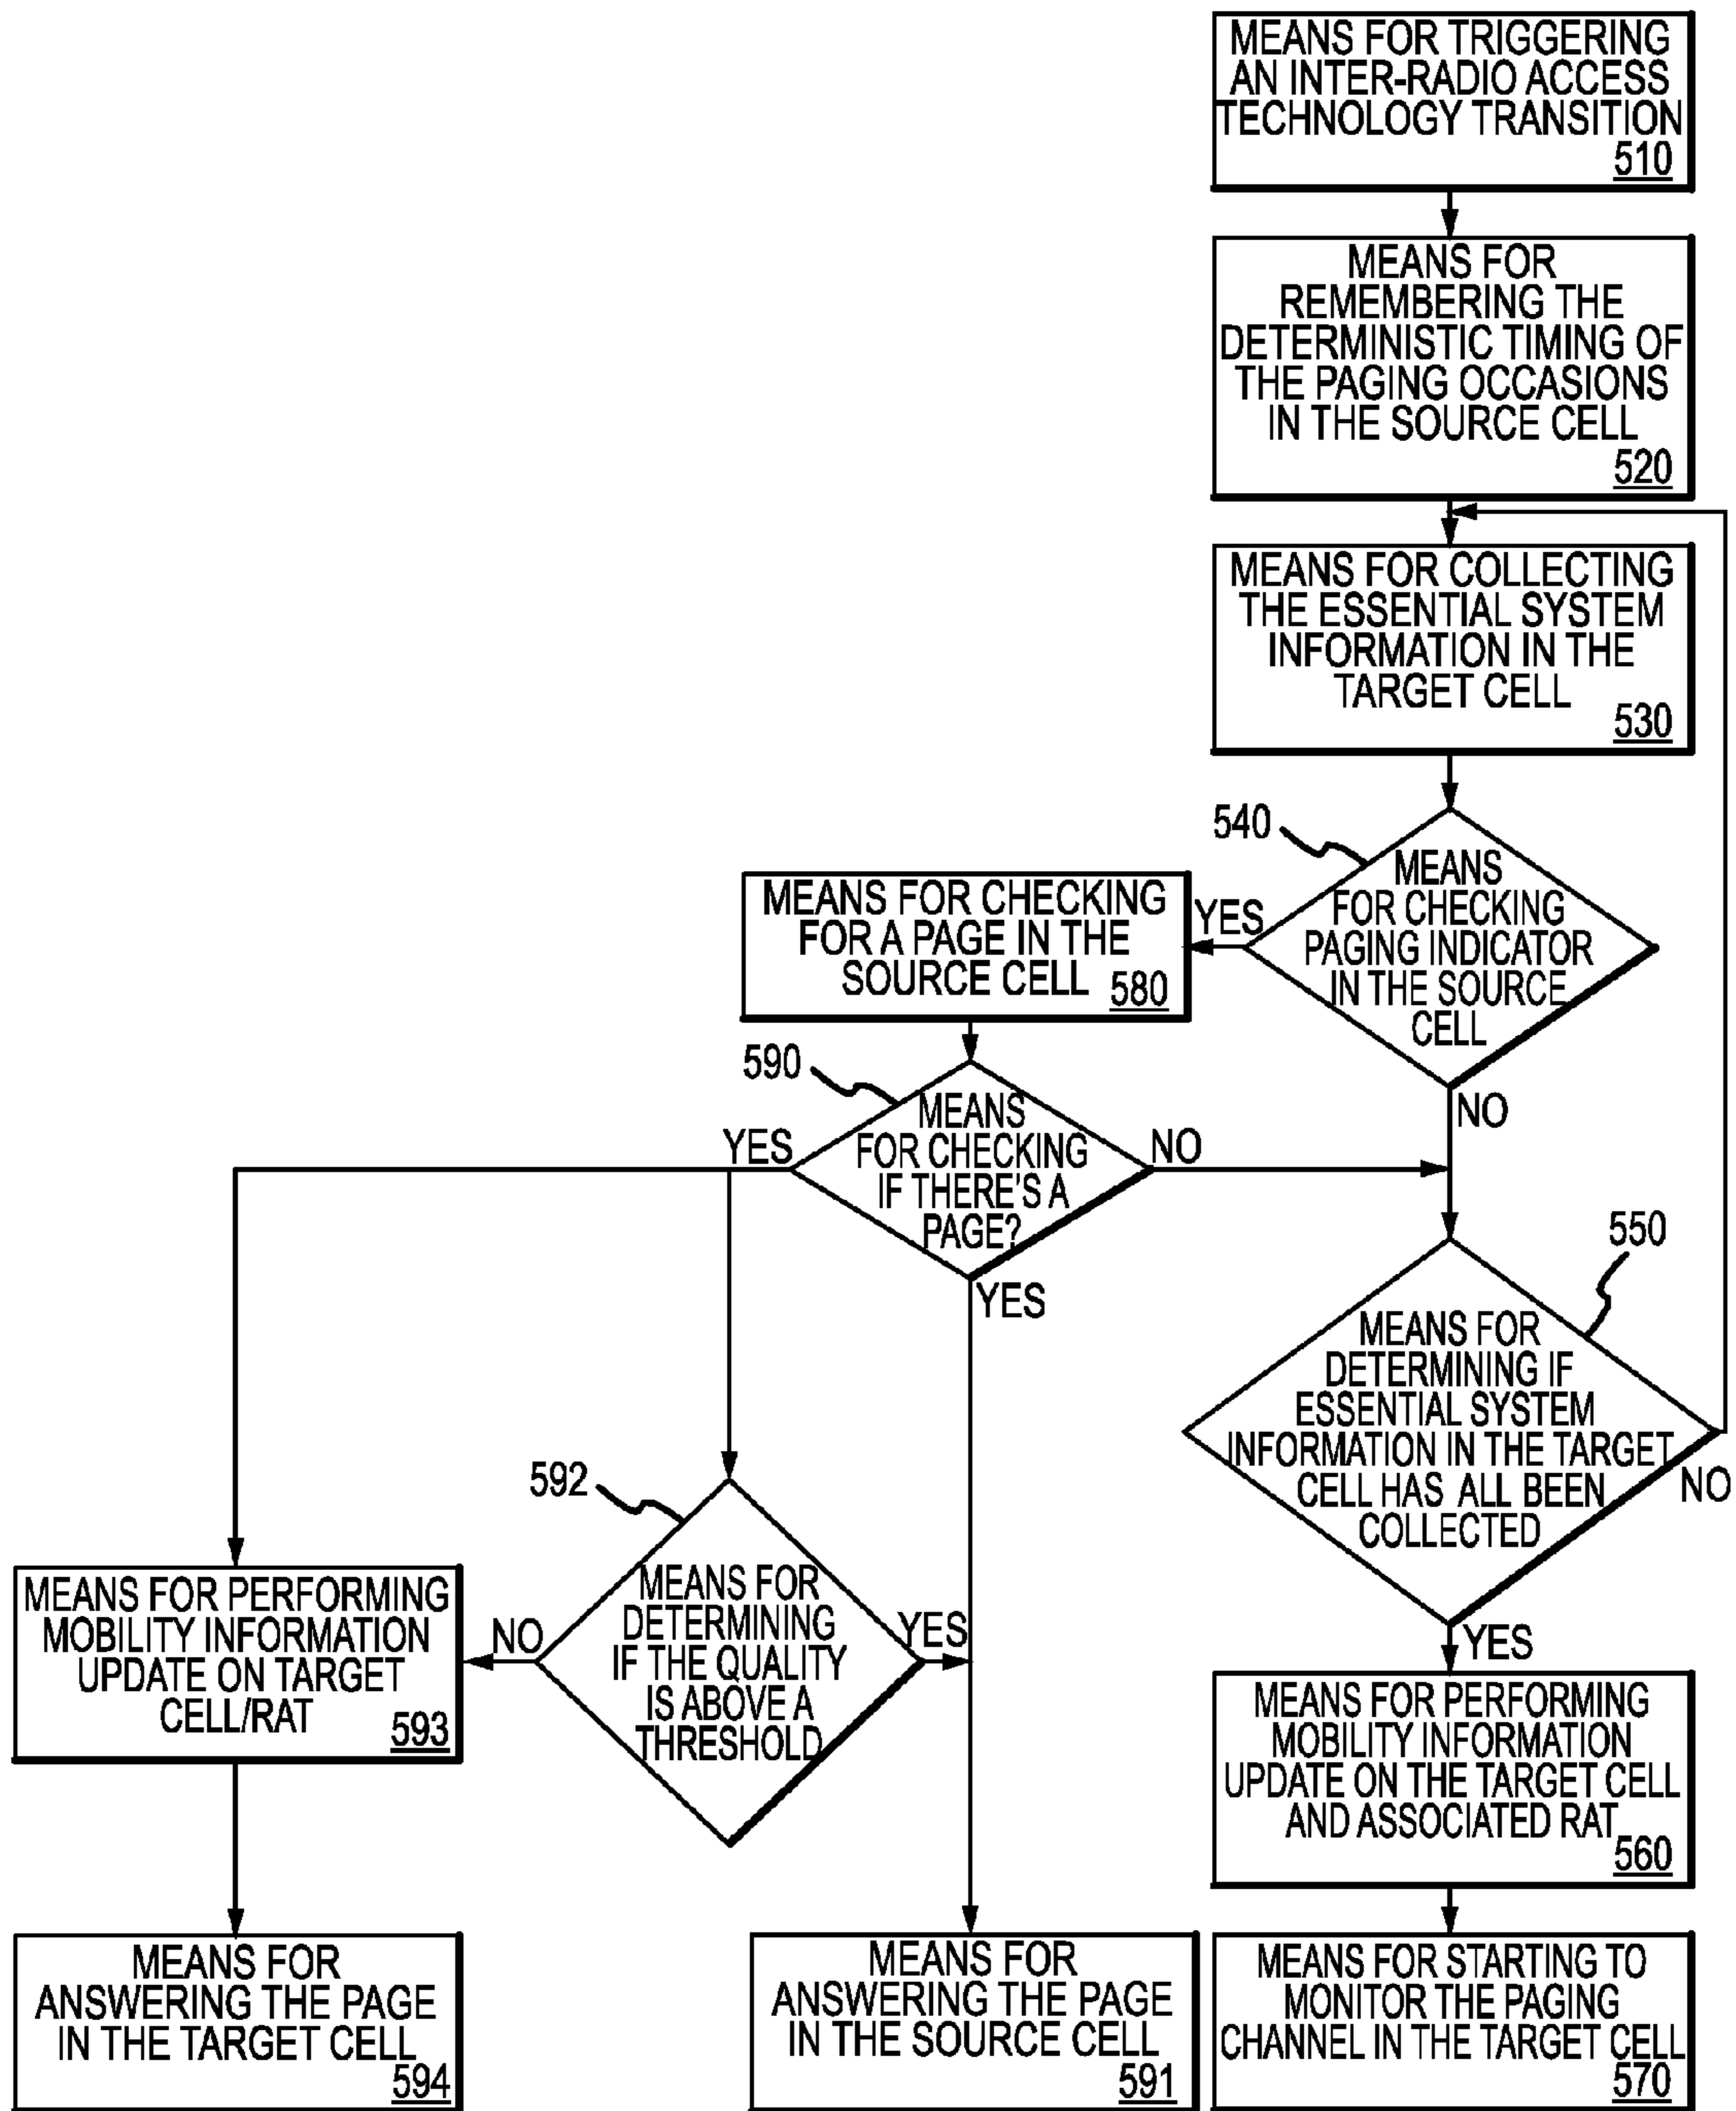 MEANS FOR TRIGGERING
AN INTER-RADIO ACCESS
TECHNOLOGY TRANSITION
510
MEANS FOR
REMEMBERING THE
DETERMINISTIC TIMING OF
THE PAGING OCCASIONS
IN THE SOURCE CELL
520
MEANS FOR COLLECTING
THE ESSENTIAL SYSTEM
INFORMATION IN THE
TARGET CELL
530
540
MEANS
FOR CHECKING
PAGING INDICATOR
IN THE SOURCE
CELL
YES
NO
MEANS FOR CHECKING
FOR A PAGE IN THE
SOURCE CELL
580
590
MEANS
FOR CHECKING
IF THERE'S A
PAGE?
YES
NO
YES
550
MEANS FOR
DETERMINING IF
ESSENTIAL SYSTEM
INFORMATION IN THE TARGET
CELL HAS ALL BEEN
COLLECTED
NO
YES
592
MEANS FOR
DETERMINING
IF THE QUALITY
IS ABOVE A
THRESHOLD
NO
YES
MEANS FOR PERFORMING
MOBILITY INFORMATION
UPDATE ON TARGET
CELL/RAT
593
MEANS FOR PERFORMING
MOBILITY INFORMATION
UPDATE ON THE TARGET CELL
AND ASSOCIATED RAT
560
MEANS FOR
ANSWERING THE PAGE
IN THE TARGET CELL
594
MEANS FOR
ANSWERING THE PAGE
IN THE SOURCE CELL
591
MEANS FOR STARTING TO
MONITOR THE PAGING
CHANNEL IN THE TARGET CELL
570